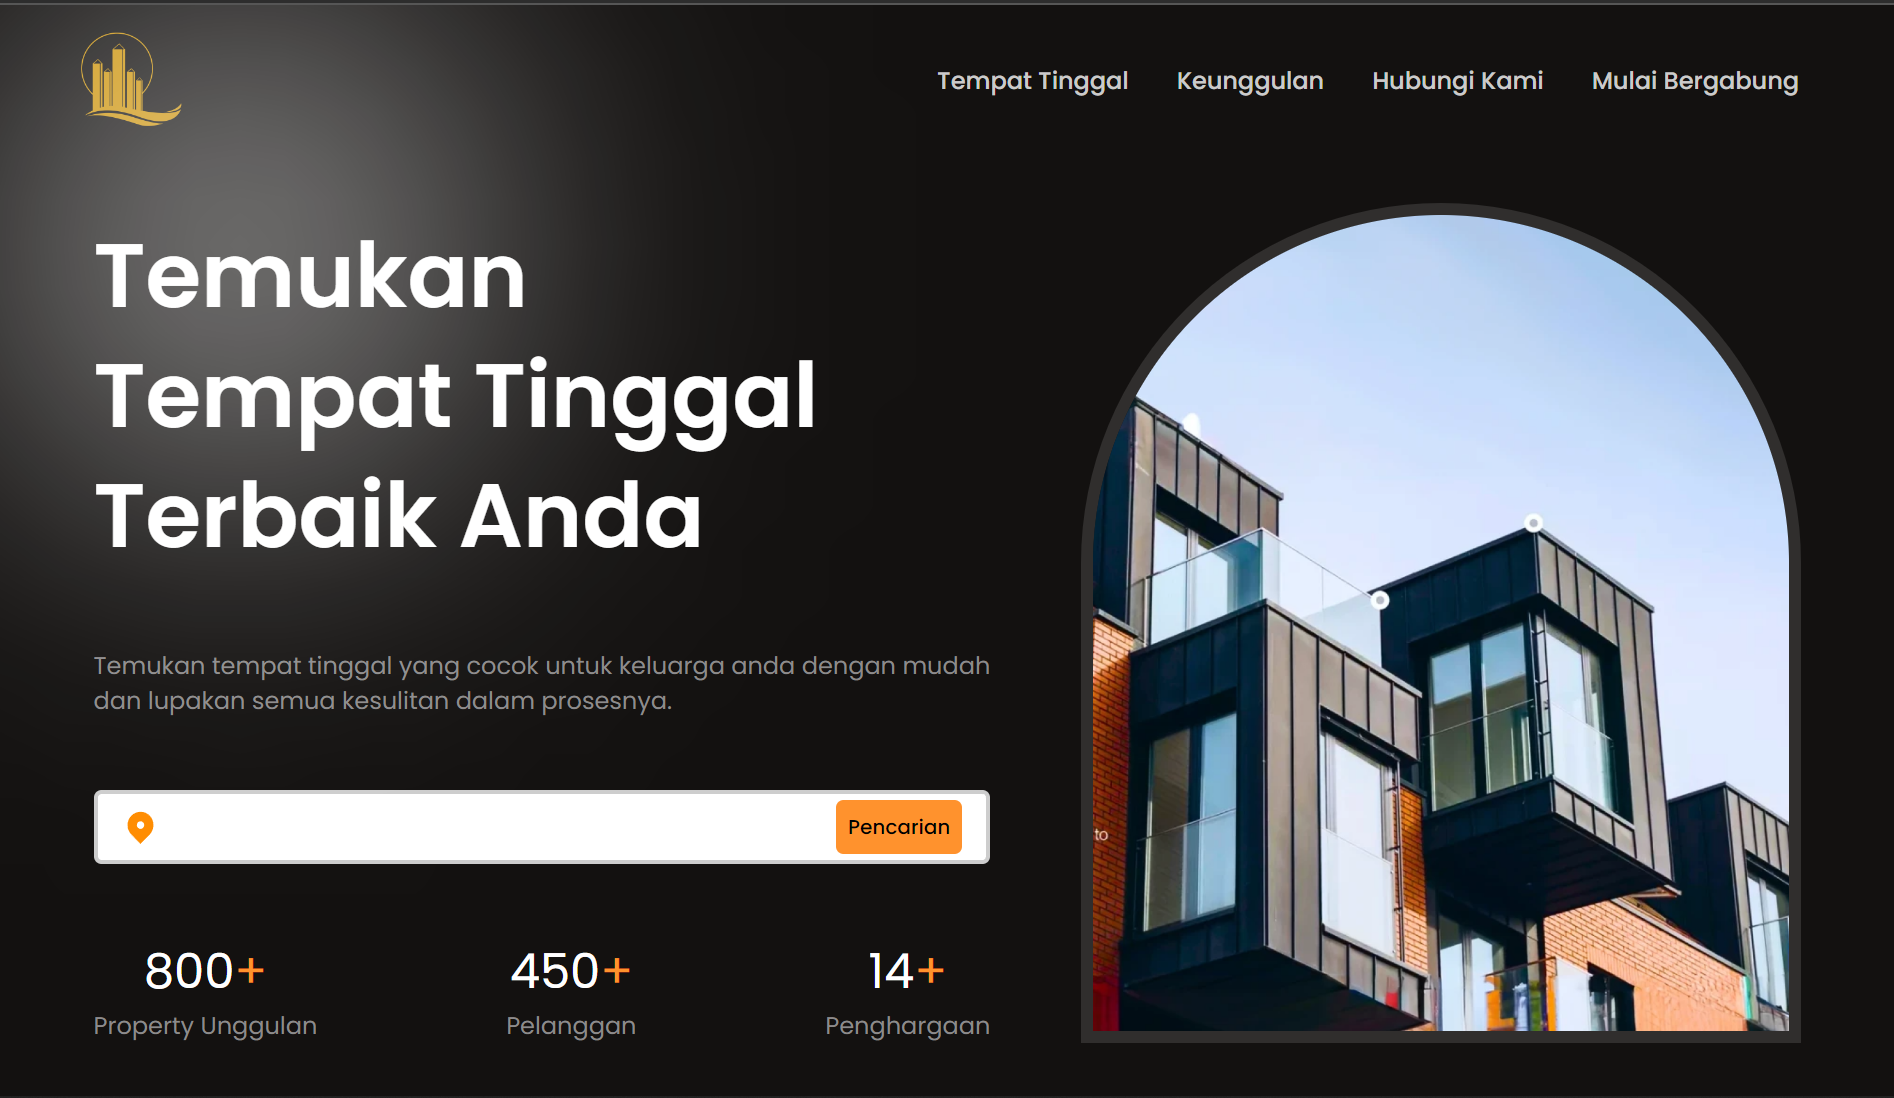 Tempat Tinggal
Keunggulan
Hubungi Kami
Mulai Bergabung
Temukan
Tempat Tinggal
Terbaik Anda
Temukan tempat tinggal yang cocok untuk keluarga anda dengan mudah
dan lupakan semua kesulitan dalam prosesnya.
Pencarian
800+
Property Unggulan
450+
Pelanggan
14+
Penghargaan
to